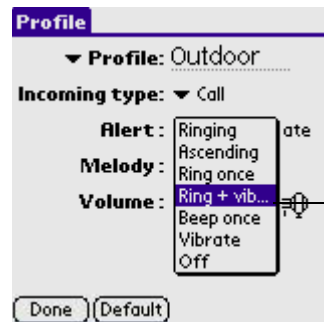 Profile
Profile: Outdoor
Incoming type: Call
Alert: Ringing ate
Ascending
Melody: Ring once
Volume: Ring + vib...
Beep once
Vibrate
Off
Done Default